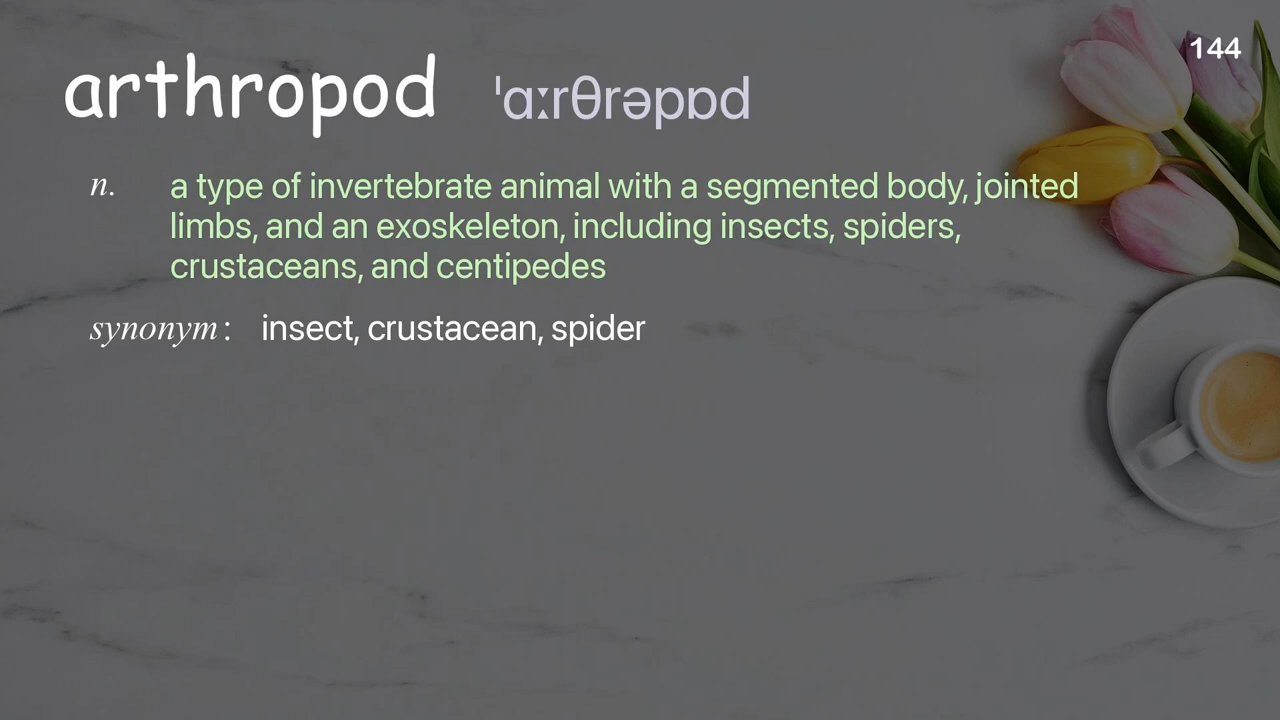 144
arthropod ˈɑːrθrəpɒd
n. a type of invertebrate animal with a segmented body, jointed
limbs, and an exoskeleton, including insects, spiders,
crustaceans, and centipedes
synonym: insect, crustacean, spider